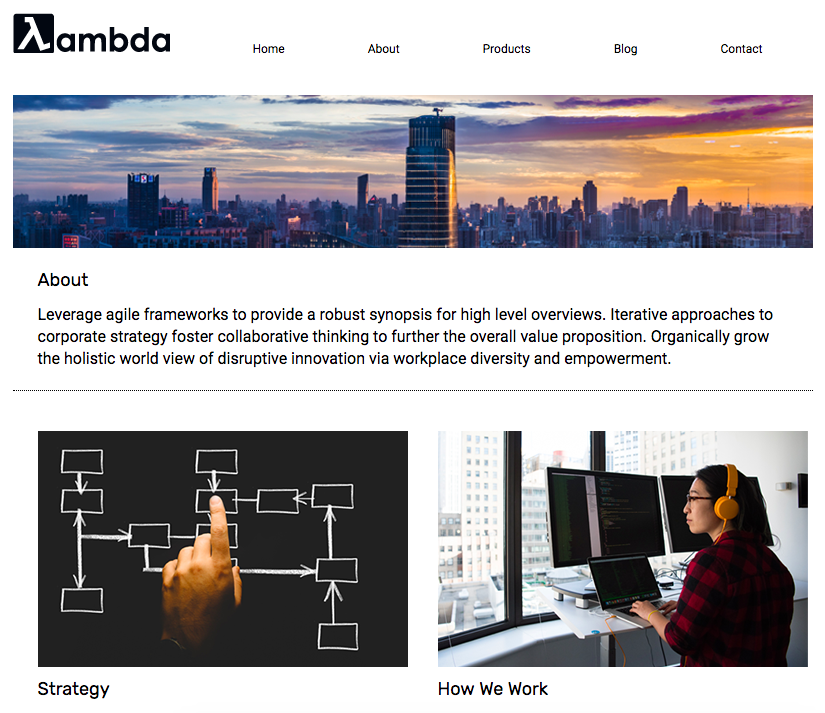 λambda
Home About Products Blog Contact
About
Leverage agile frameworks to provide a robust synopsis for high level overviews. Iterative approaches to
corporate strategy foster collaborative thinking to further the overall value proposition. Organically grow
the holistic world view of disruptive innovation via workplace diversity and empowerment.
Strategy
How We Work